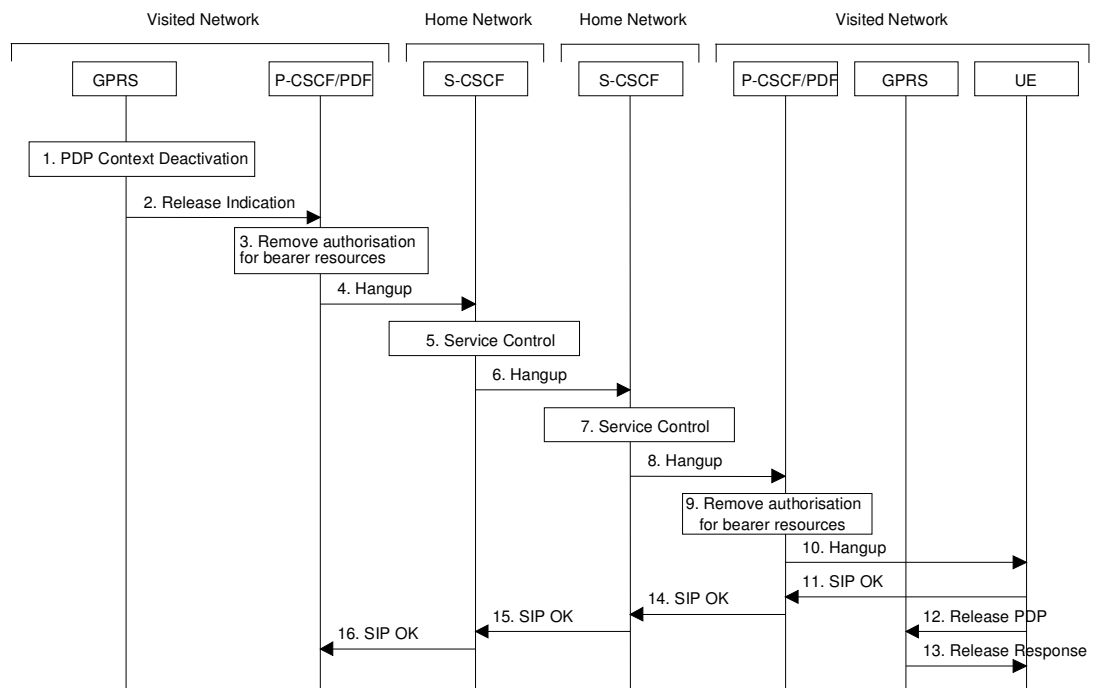 Visited Network
Home Network
Home Network
Visited Network
GPRS
P-CSCF/PDF
S-CSCF
S-CSCF
P-CSCF/PDF
GPRS
UE
1. PDP Context Deactivation
2. Release Indication
3. Remove authorisation
for bearer resources
4. Hangup
5. Service Control
6. Hangup
7. Service Control
8. Hangup
9. Remove authorisation
for bearer resources
10. Hangup
11. SIP OK
14. SIP OK
12. Release PDP
15. SIP OK
16. SIP OK
13. Release Response